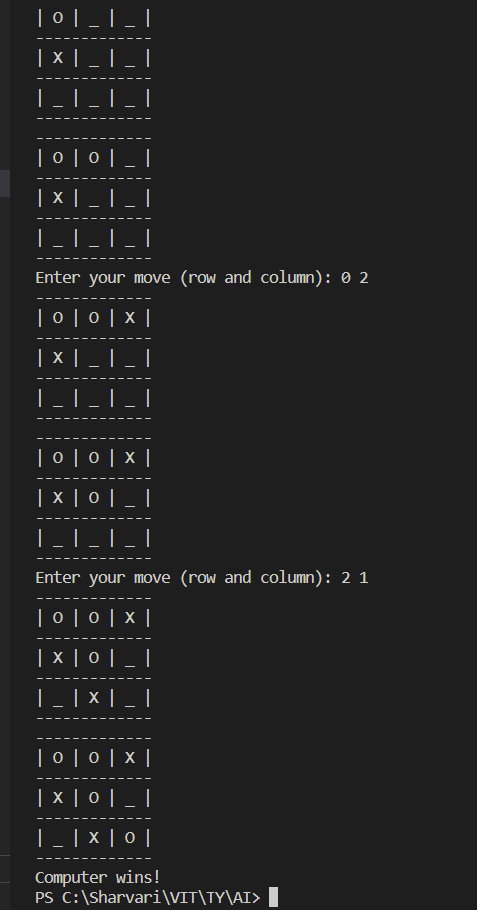 | O | _ | _ |
-------------
| X | _ | _ |
-------------
| _ | _ | _ |
-------------
-------------
| O | O | _ |
-------------
| X | _ | _ |
-------------
| _ | _ | _ |
-------------
Enter your move (row and column): 0 2
-------------
| O | O | X |
-------------
| X | _ | _ |
-------------
| _ | _ | _ |
-------------
-------------
| O | O | X |
-------------
| X | O | _ |
-------------
| _ | _ | _ |
-------------
Enter your move (row and column): 2 1
-------------
| O | O | X |
-------------
| X | O | _ |
-------------
| _ | X | _ |
-------------
-------------
| O | O | X |
-------------
| X | O | _ |
-------------
| _ | X | O |
-------------
Computer wins!
PS C:\Sharvari\VIT\TY\AI>